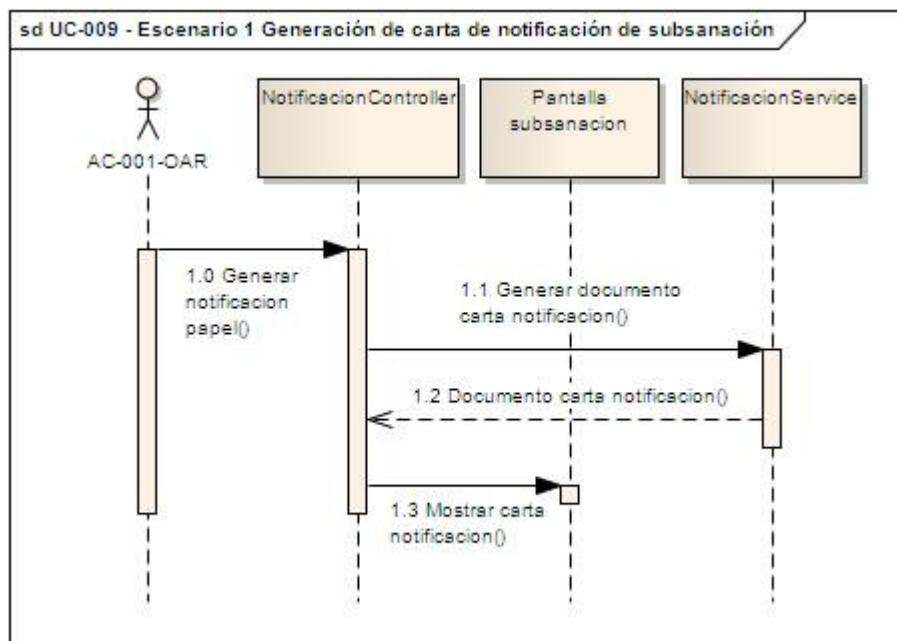 sd UC-009 - Escenario 1 Generación de carta de notificación de subsanación
AC-001-OAR
NotificacionController
Pantalla
subsanacion
NotificacionService
1.0 Generar
notificacion
papel()
1.1 Generar documento
carta notificacion()
1.2 Documento carta notificacion()
1.3 Mostrar carta
notificacion()